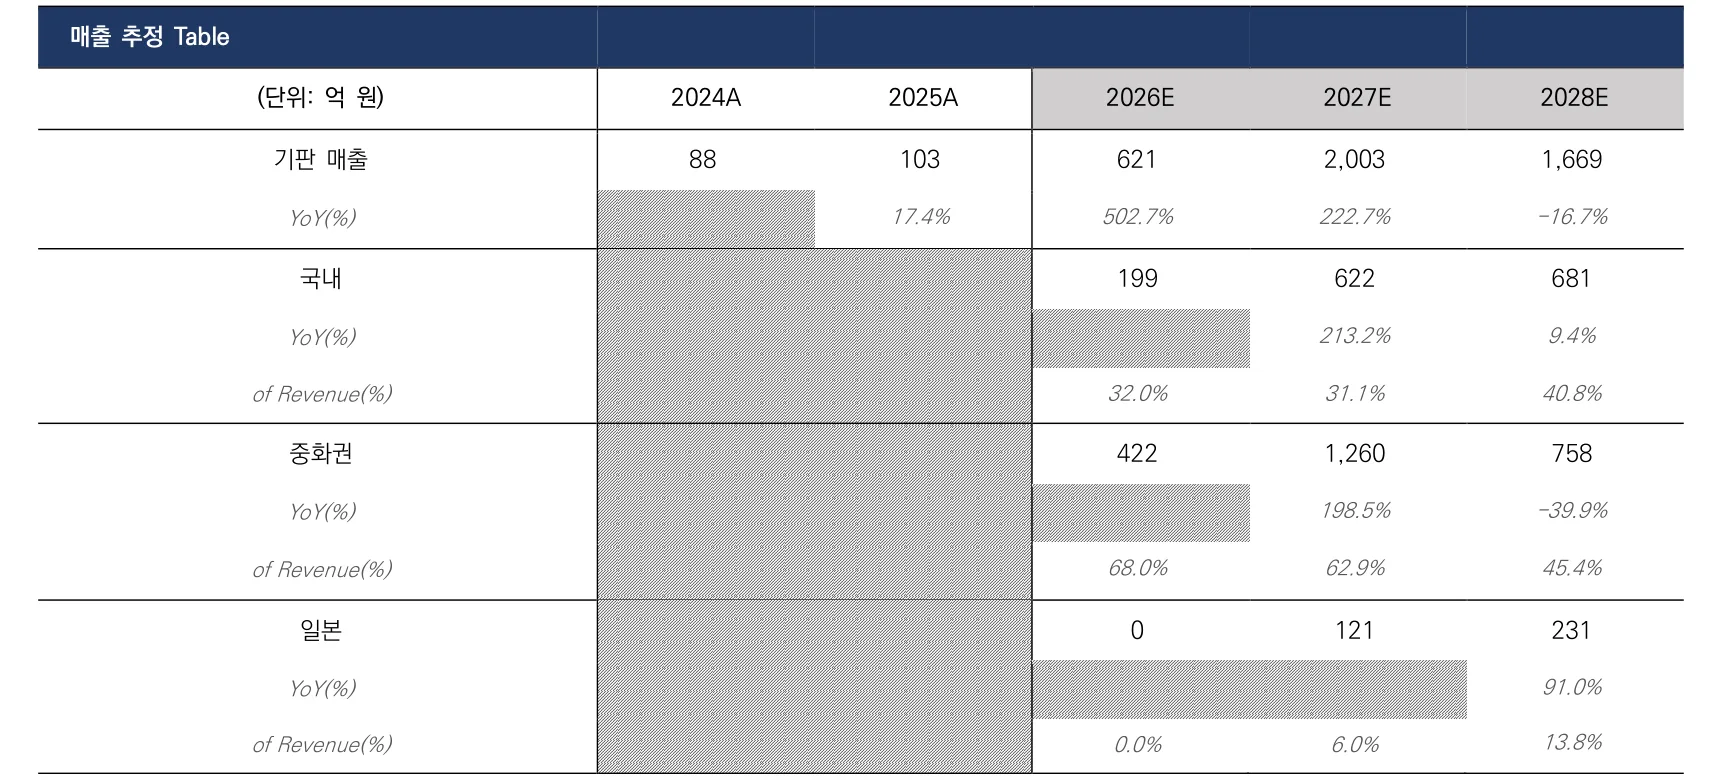 매출 추정 Table
(단위: 억 원) 2024A 2025A 2026E 2027E 2028E
기판 매출 88 103 621 2,003 1,669
YoY(%) 17.4% 502.7% 222.7% -16.7%
국내 199 622 681
YoY(%) 213.2% 9.4%
of Revenue(%) 32.0% 31.1% 40.8%
중화권 422 1,260 758
YoY(%) 198.5% -39.9%
of Revenue(%) 68.0% 62.9% 45.4%
일본 0 121 231
YoY(%) 91.0%
of Revenue(%) 0.0% 6.0% 13.8%